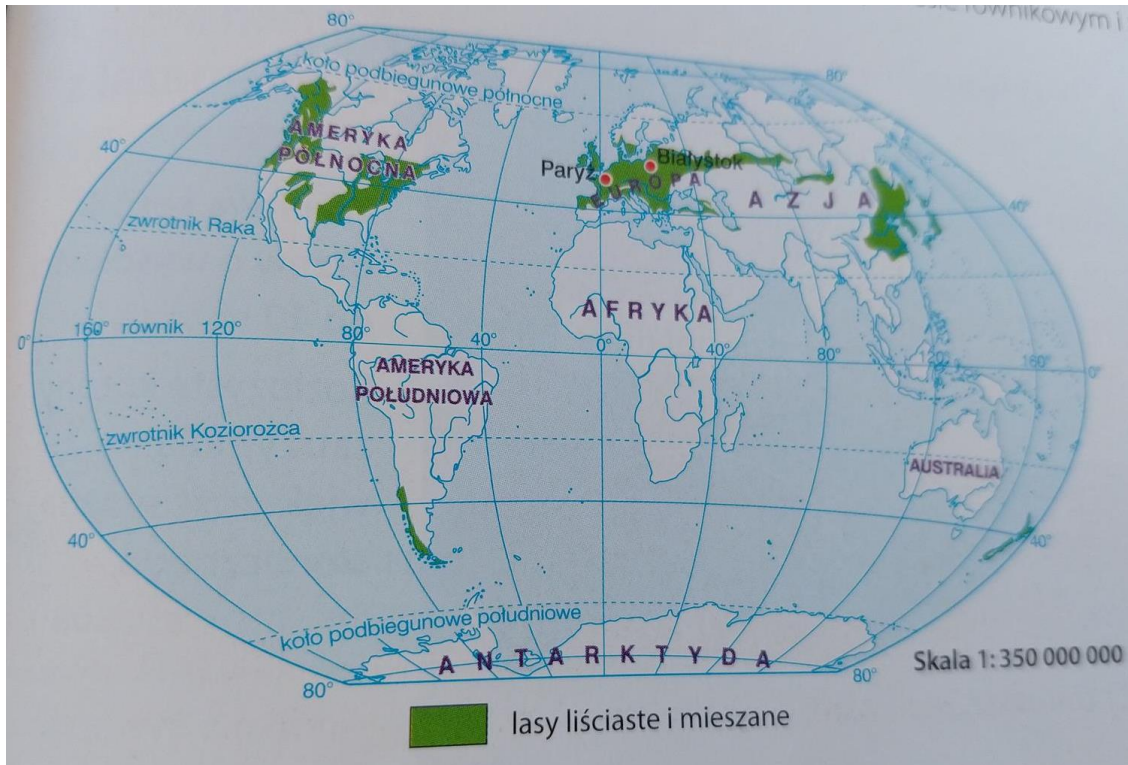 równikowym i
80°
80°
koło podbiegunowe północne
AMERYKA
PÓŁNOCNA
40°
Paryż
Białystok
EUROPA
AZJA
40°
zwrotnik Raka
AFRYKA
0°
160°
równik
120°
80°
40°
0°
40°
80°
120°
160°
0°
AMERYKA
POŁUDNIOWA
zwrotnik Koziorożca
AUSTRALIA
40°
40°
koło podbiegunowe południowe
ANTARKTYDA
80°
80°
Skala 1:350 000 000
lasy liściaste i mieszane